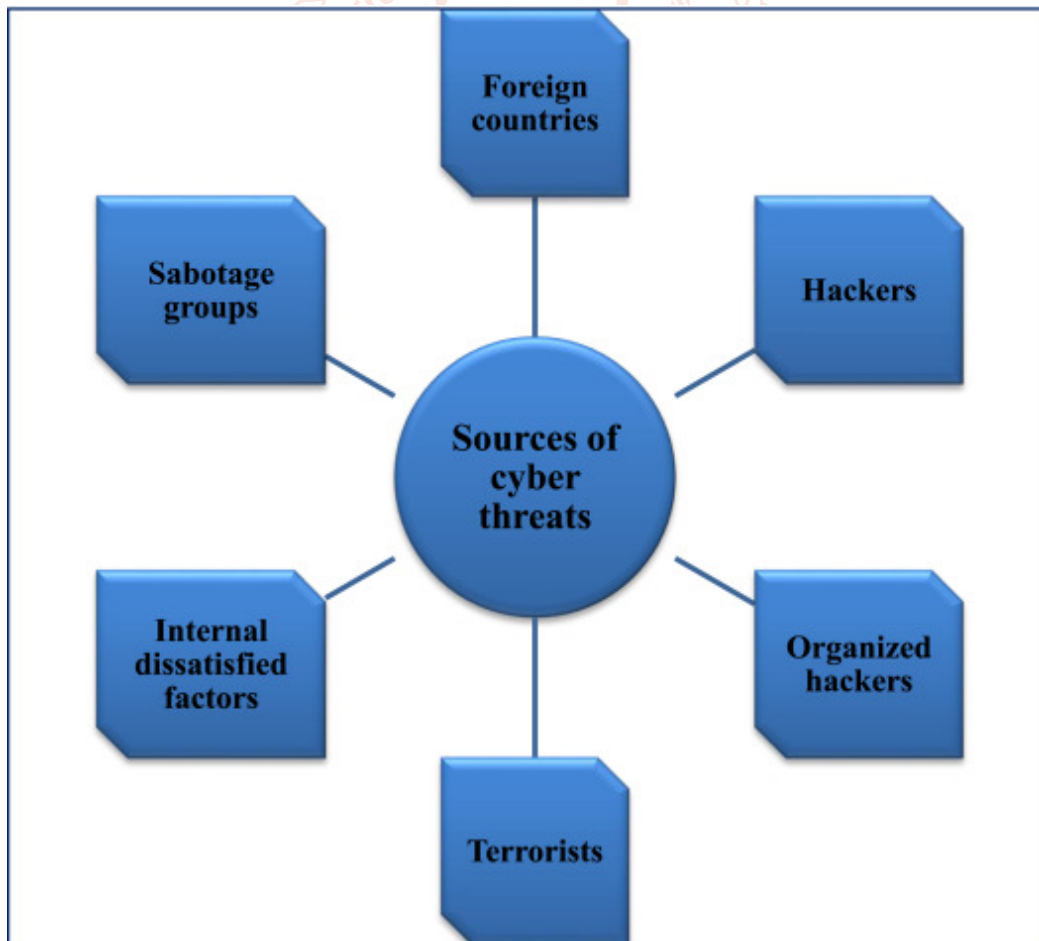 Foreign
countries
Hackers
Organized
hackers
Terrorists
Internal
dissatisfied
factors
Sabotage
groups
Sources of
cyber
threats